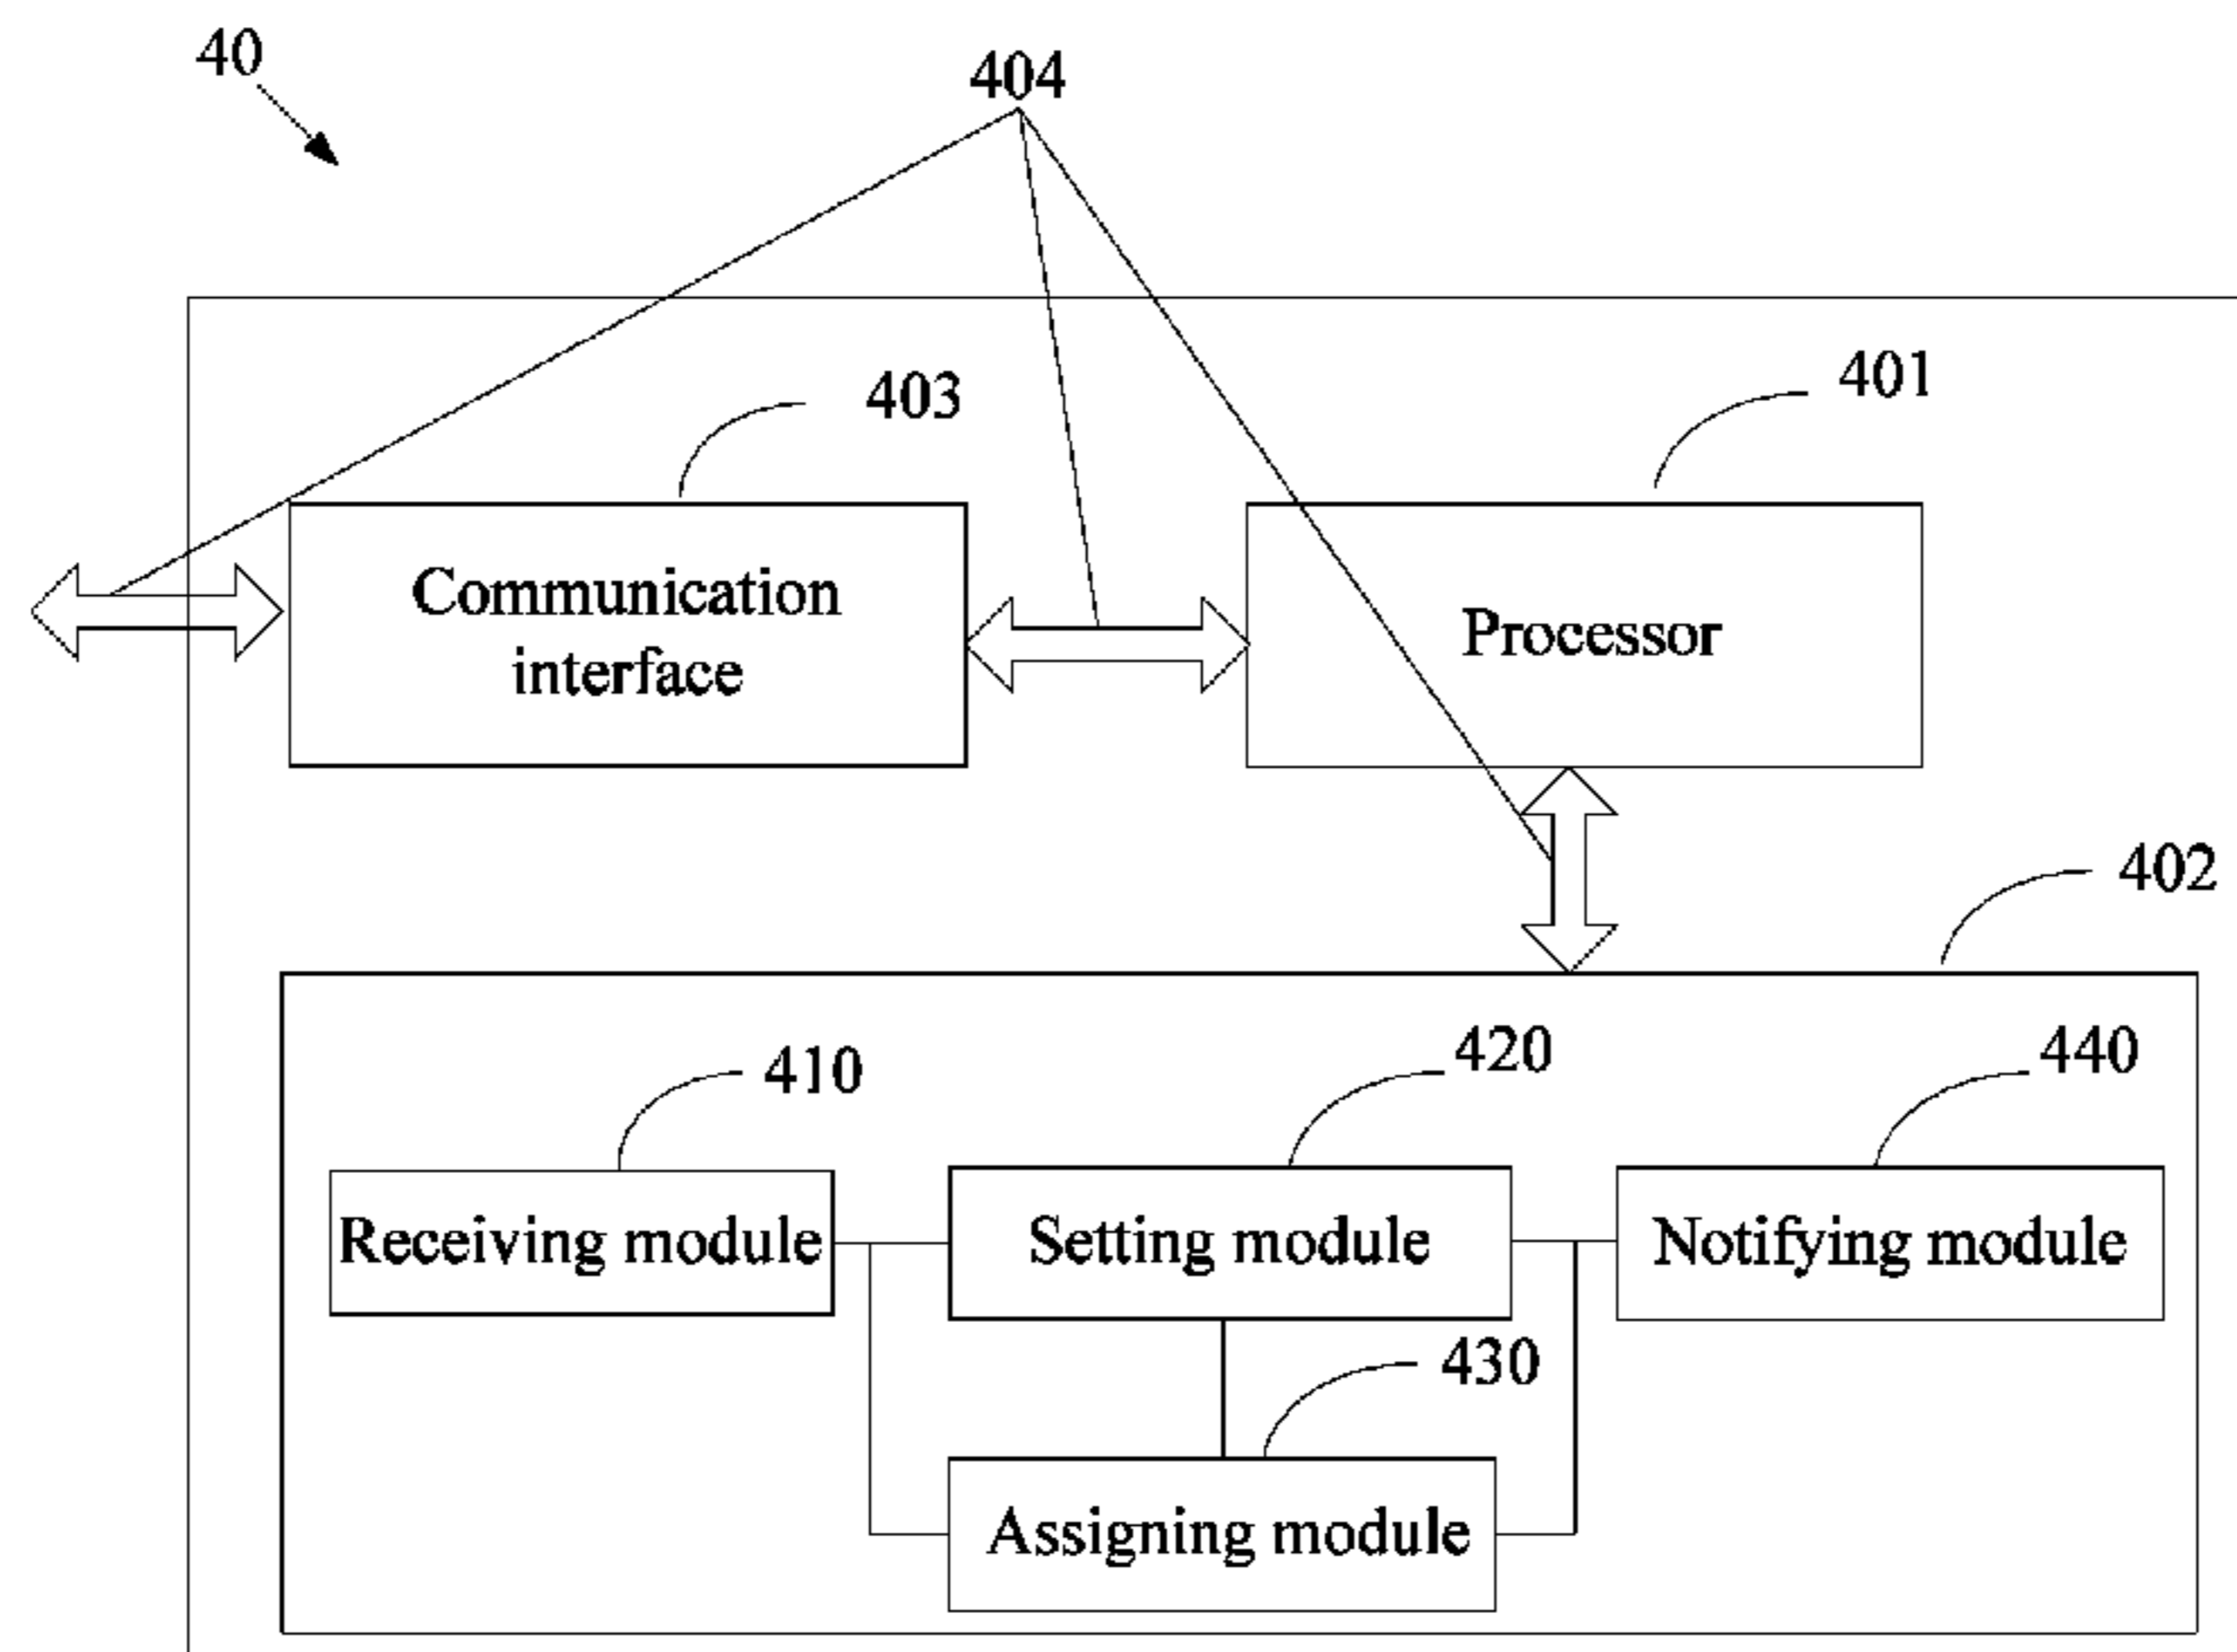 40
404
403
401
Communication
interface
Processor
402
410
420
440
Receiving module
Setting module
Notifying module
430
Assigning module